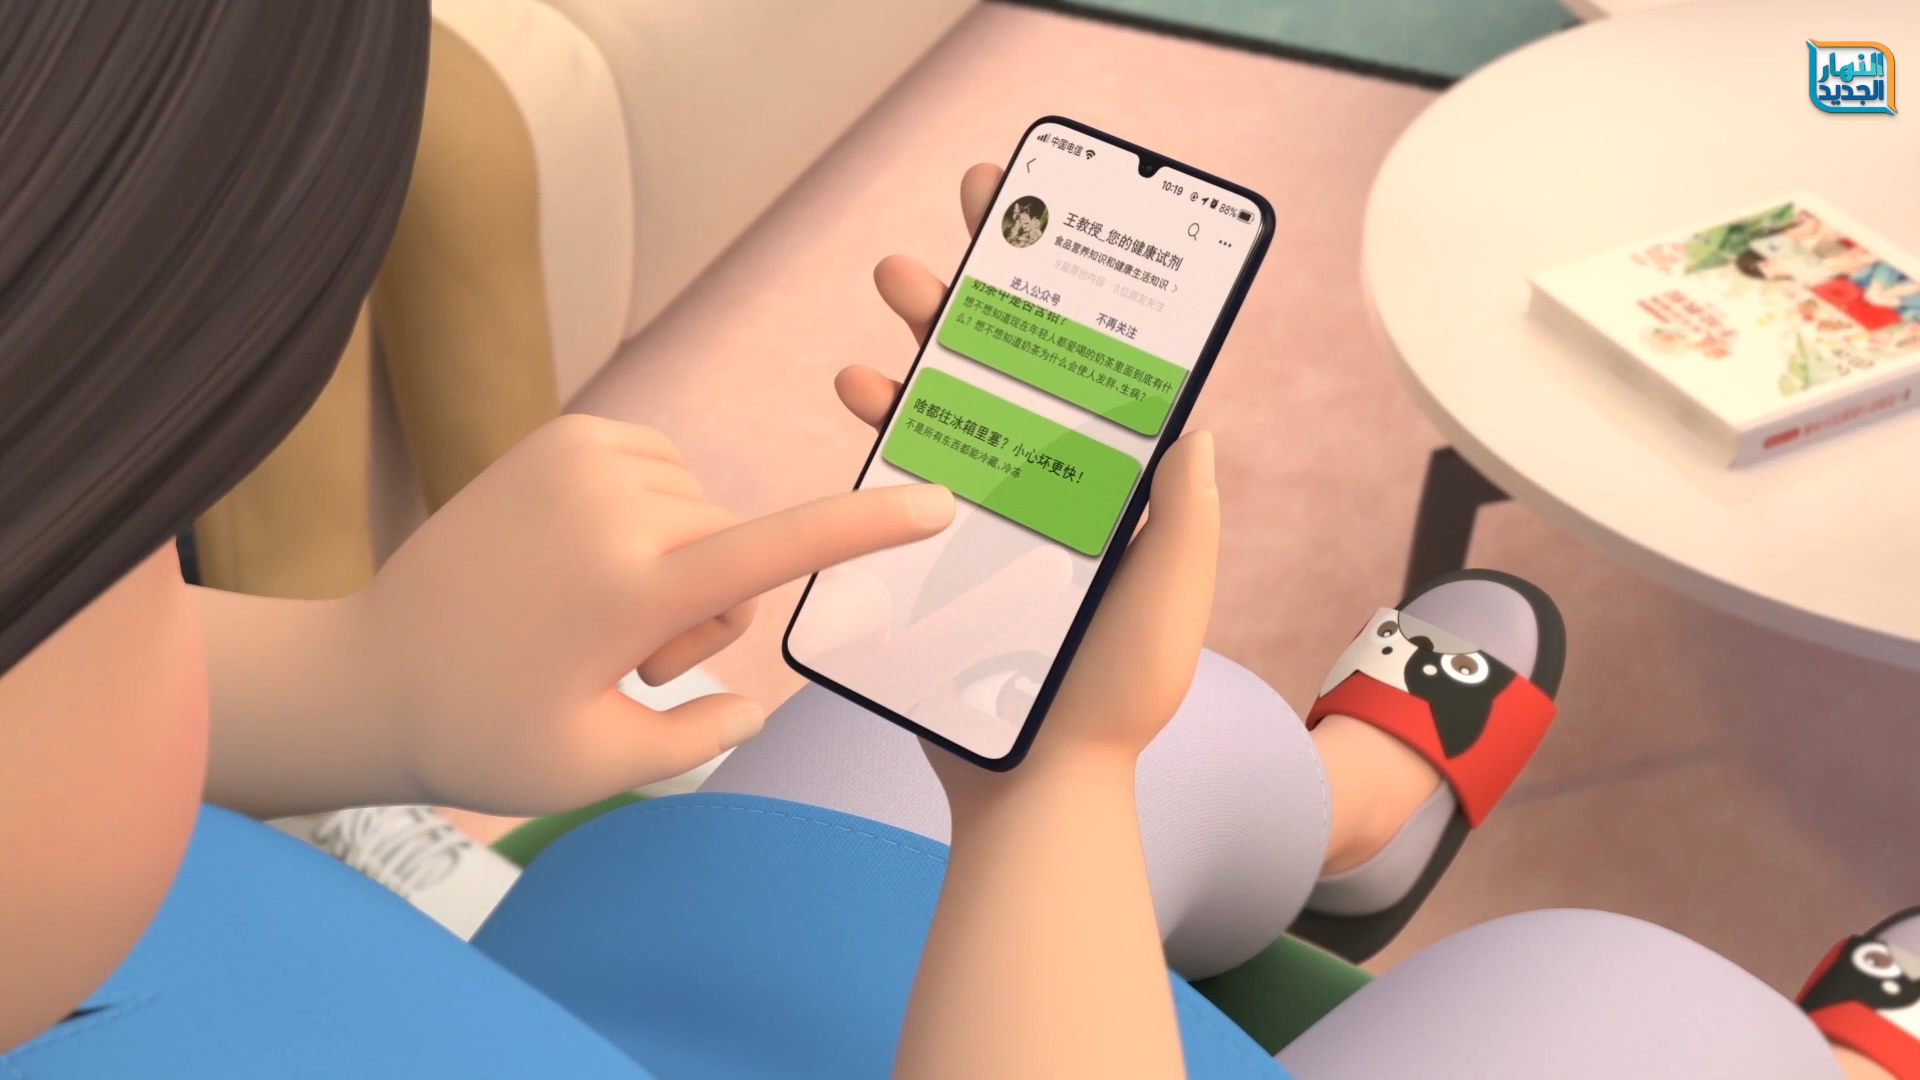 النهار
الجديد
中国电信
10:19
88%
王教授_您的健康试剂
食品营养知识和健康生活知识 >
进入公众号
不再关注
想不想知道现在年轻人都爱喝的奶茶里面到底有什
么？想不想知道奶茶为什么会使人发胖、生病？
啥都往冰箱里塞？小心坏更快！
不是所有东西都能冷藏、冷冻